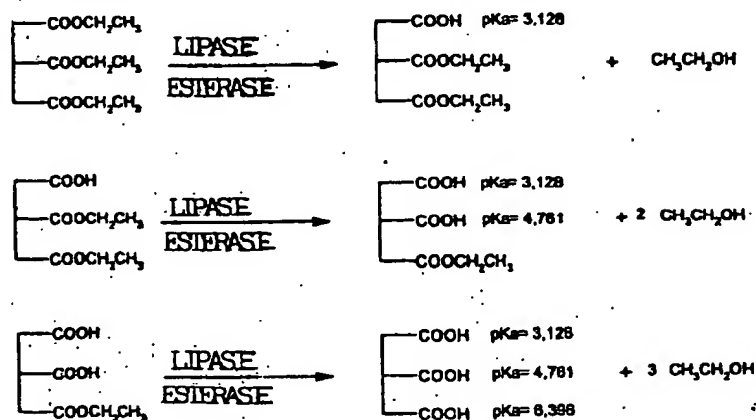 COOCH₂CH₃
COOCH₂CH₃
COOCH₂CH₃
LIPASE
ESTERASE
COOH pKa= 3,128
COOCH₂CH₃
COOCH₂CH₃
+ CH₃CH₂OH
COOH
COOCH₂CH₃
COOCH₂CH₃
LIPASE
ESTERASE
COOH pKa= 3,128
COOH pKa= 4,761
COOCH₂CH₃
+ 2 CH₃CH₂OH
COOH
COOH
COOCH₂CH₃
LIPASE
ESTERASE
COOH pKa= 3,128
COOH pKa= 4,761
COOH pKa= 6,396
+ 3 CH₃CH₂OH